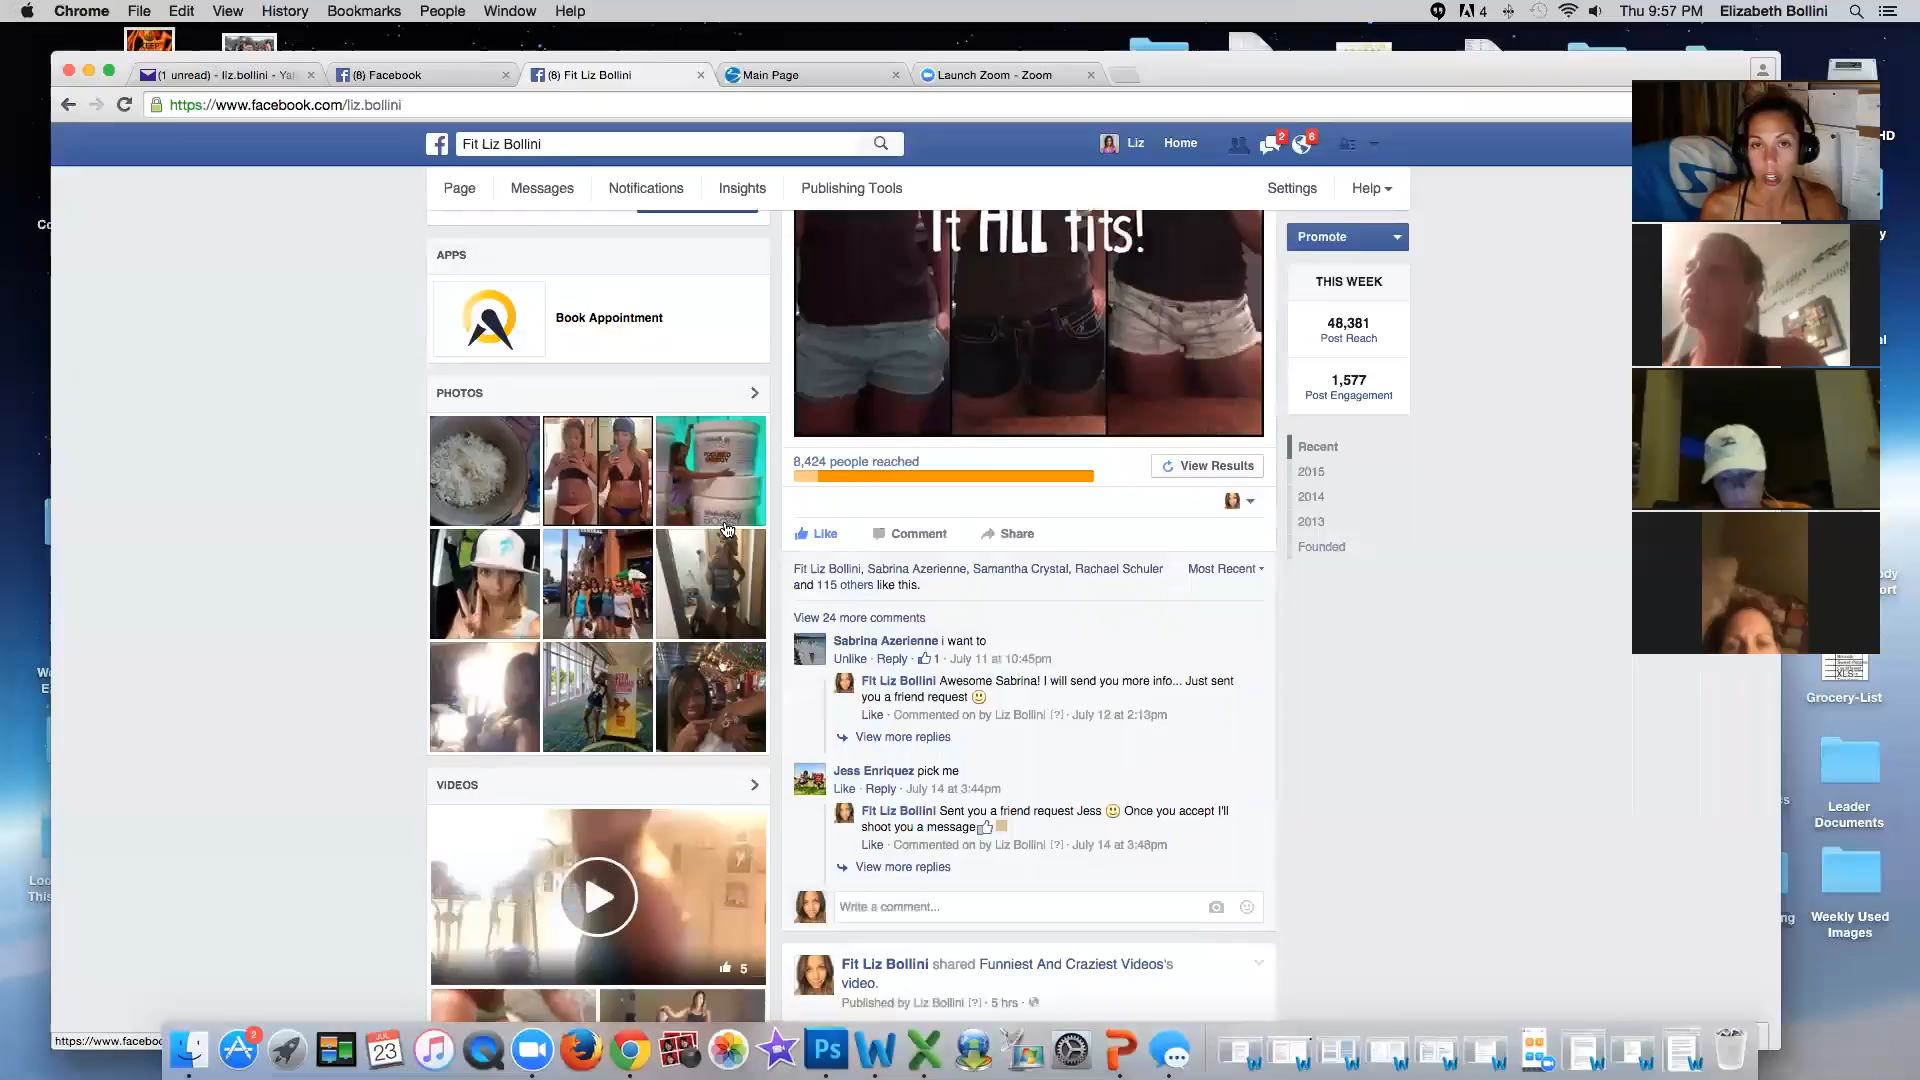 Chrome File Edit View History Bookmarks People Window Help
4 Thu 9:57 PM Elizabeth Bollini
(1 unread) - liz.bollini - Ya
(8) Facebook
(8) Fit Liz Bollini
Main Page
Launch Zoom - Zoom
https://www.facebook.com/liz.bollini
Fit Liz Bollini
Liz Home 2 6
Page Messages Notifications Insights Publishing Tools Settings Help
APPS
Book Appointment
PHOTOS
VIDEOS
5
it ALL fits!
8,424 people reached
View Results
Like Comment Share
Fit Liz Bollini, Sabrina Azerienne, Samantha Crystal, Rachael Schuler
and 115 others like this.
Most Recent
View 24 more comments
Sabrina Azerienne i want to
Unlike · Reply · 1 · July 11 at 10:45pm
Fit Liz Bollini Awesome Sabrina! I will send you more info... Just sent
you a friend request
Like · Commented on by Liz Bollini [?] · July 12 at 2:13pm
View more replies
Jess Enriquez pick me
Like · Reply · July 14 at 3:44pm
Fit Liz Bollini Sent you a friend request Jess Once you accept I'll
shoot you a message
Like · Commented on by Liz Bollini [?] · July 14 at 3:48pm
View more replies
Write a comment...
Fit Liz Bollini shared Funniest And Craziest Videos's
video.
Published by Liz Bollini [?] · 5 hrs ·
Promote
THIS WEEK
48,381
Post Reach
1,577
Post Engagement
Recent
2015
2014
2013
Founded
HD
Grocery-List
XLS
Leader
Documents
Weekly Used
Images
https://www.faceboo
2
JUL
23
Ps